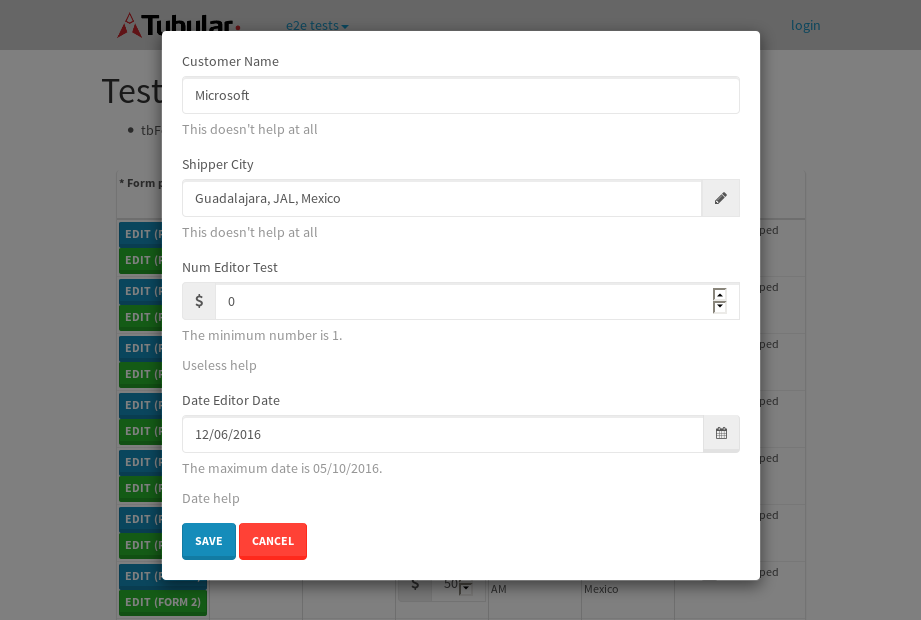 Tubular
e2e tests
login
Test
tbF
* Form p
Customer Name
Microsoft
This doesn't help at all
Shipper City
Guadalajara, JAL, Mexico
This doesn't help at all
Num Editor Test
$ 0
The minimum number is 1.
Useless help
Date Editor Date
12/06/2016
The maximum date is 05/10/2016.
Date help
SAVE CANCEL
EDIT (F ped
EDIT (F
EDIT (F
EDIT (F
EDIT (F ped
EDIT (F
EDIT (F ped
EDIT (F
EDIT (F ped
EDIT (F
EDIT (F ped
EDIT (F
EDIT (F ped
EDIT (FORM 2) $ 50 AM Mexico